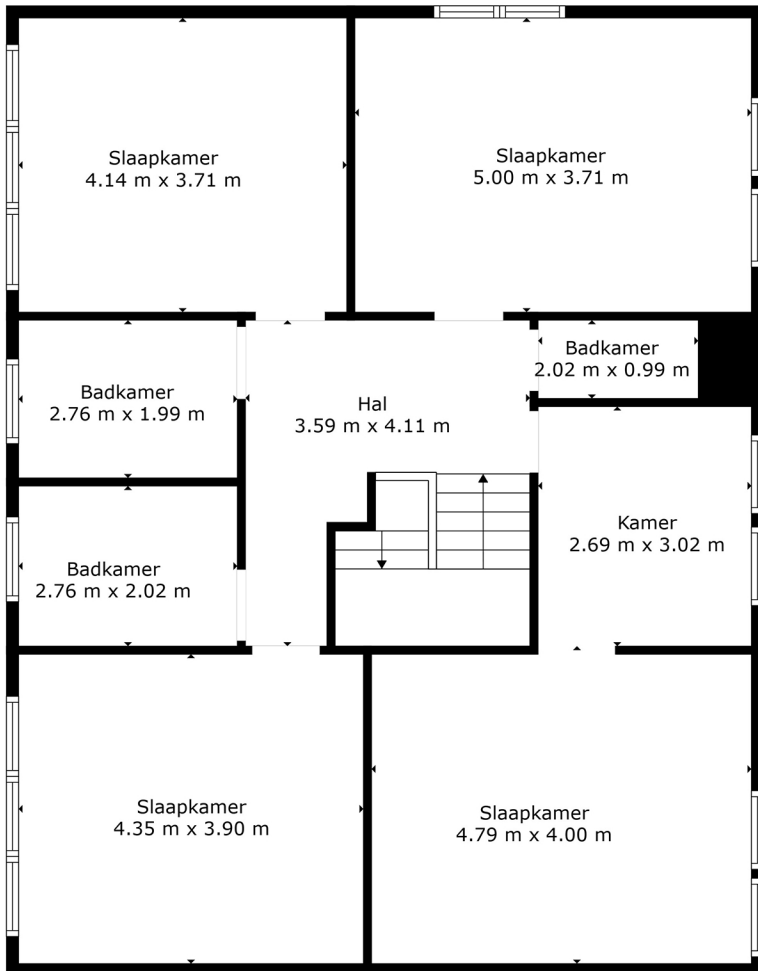 Slaapkamer
4.14 m x 3.71 m
Slaapkamer
5.00 m x 3.71 m
Badkamer
2.76 m x 1.99 m
Hal
3.59 m x 4.11 m
Badkamer
2.02 m x 0.99 m
Badkamer
2.76 m x 2.02 m
Kamer
2.69 m x 3.02 m
Slaapkamer
4.35 m x 3.90 m
Slaapkamer
4.79 m x 4.00 m